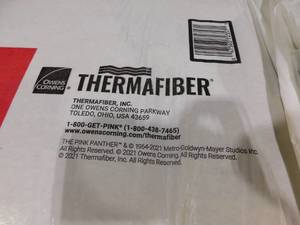 OWENS
CORNING
THERMAFIBER®
THERMAFIBER, INC.
ONE OWENS CORNING PARKWAY
TOLEDO, OHIO, USA 43659
1-800-GET-PINK® (1-800-438-7465)
www.owenscorning.com/thermafiber
THE PINK PANTHER™ & © 1964-2021 Metro-Goldwyn-Mayer Studios Inc.
All Rights Reserved. © 2021 Owens Corning. All Rights Reserved.
© 2021 Thermafiber, Inc. All Rights Reserved.